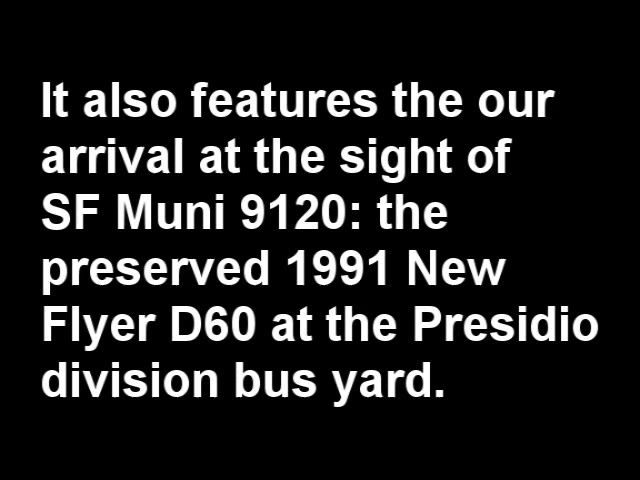 It also features the our
arrival at the sight of
SF Muni 9120: the
preserved 1991 New
Flyer D60 at the Presidio
division bus yard.